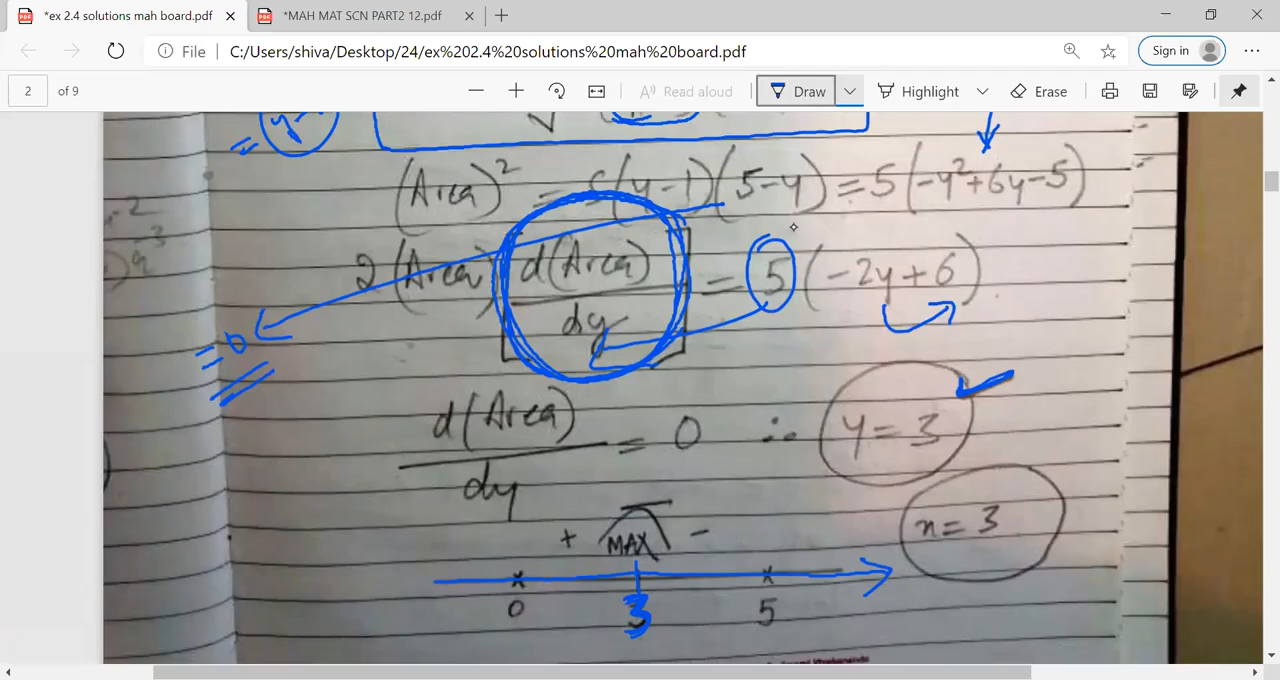 *ex 2.4 solutions mah board.pdf
*MAH MAT SCN PART2 12.pdf
File C:/Users/shiva/Desktop/24/ex%202.4%20solutions%20mah%20board.pdf
Sign in
2 of 9
Read aloud
Draw
Highlight
Erase
(Area)² = 5(y-1)(5-y) = 5(-y²+6y-5)
2(Area) d(Area)/dy = 5(-2y+6)
= 0
d(Area)/dy = 0 ∴ y = 3
x = 3
+ MAX -
0 3 5